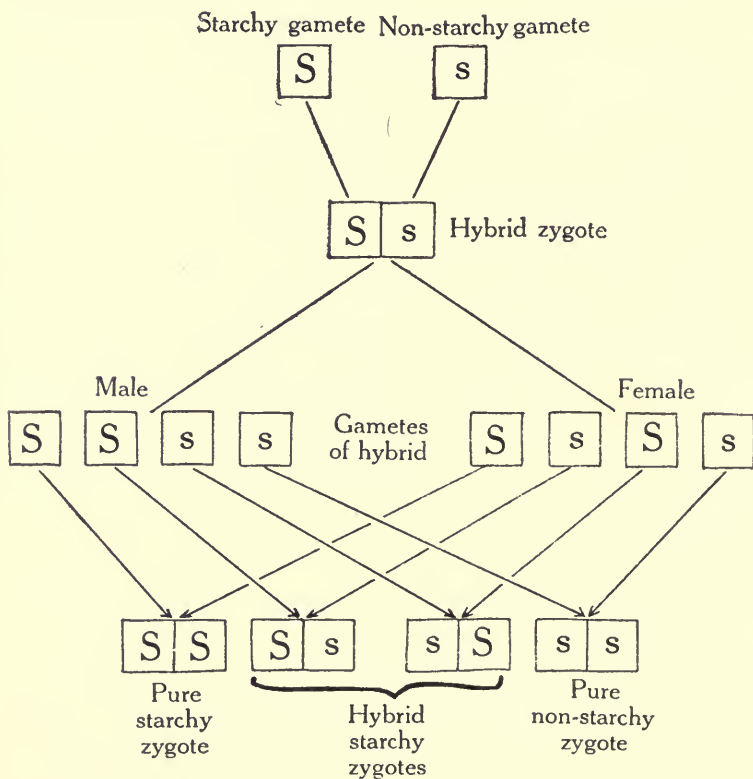 Starchy gamete Non-starchy gamete
S s
S s Hybrid zygote
Male Female
S S s s Gametes of hybrid S s S s
S S S s s S s s
Pure starchy zygote
Hybrid starchy zygotes
Pure non-starchy zygote